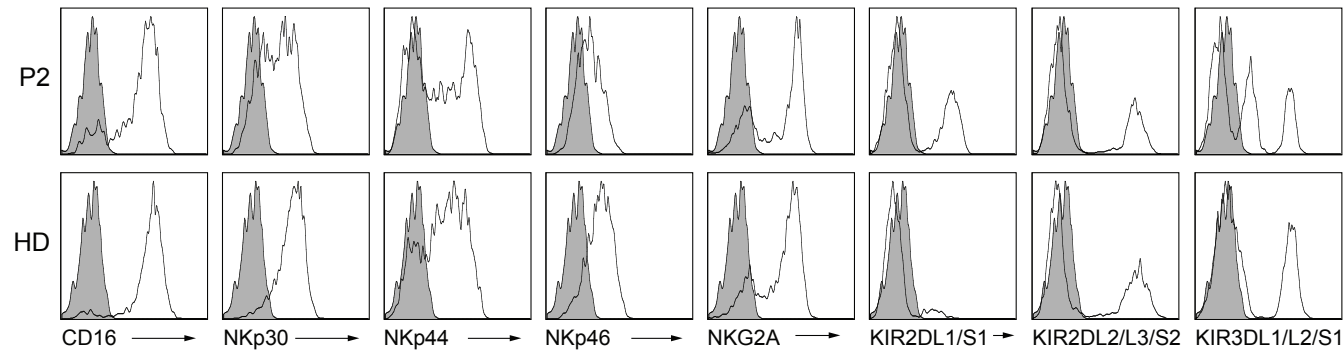 P2
HD
CD16 NKp30 NKp44 NKp46 NKG2A KIR2DL1/S1 KIR2DL2/L3/S2 KIR3DL1/L2/S1